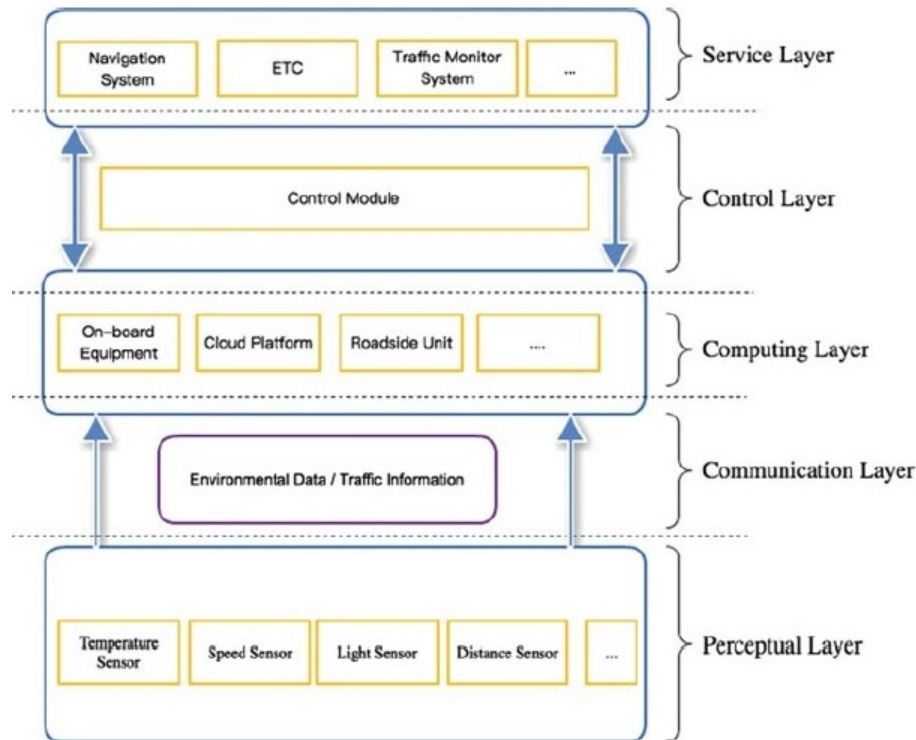 Navigation
System
ETC
Traffic Monitor
System
...
Service Layer
Control Module
Control Layer
On-board
Equipment
Cloud Platform
Roadside Unit
....
Computing Layer
Environmental Data / Traffic Information
Communication Layer
Temperature
Sensor
Speed Sensor
Light Sensor
Distance Sensor
...
Perceptual Layer